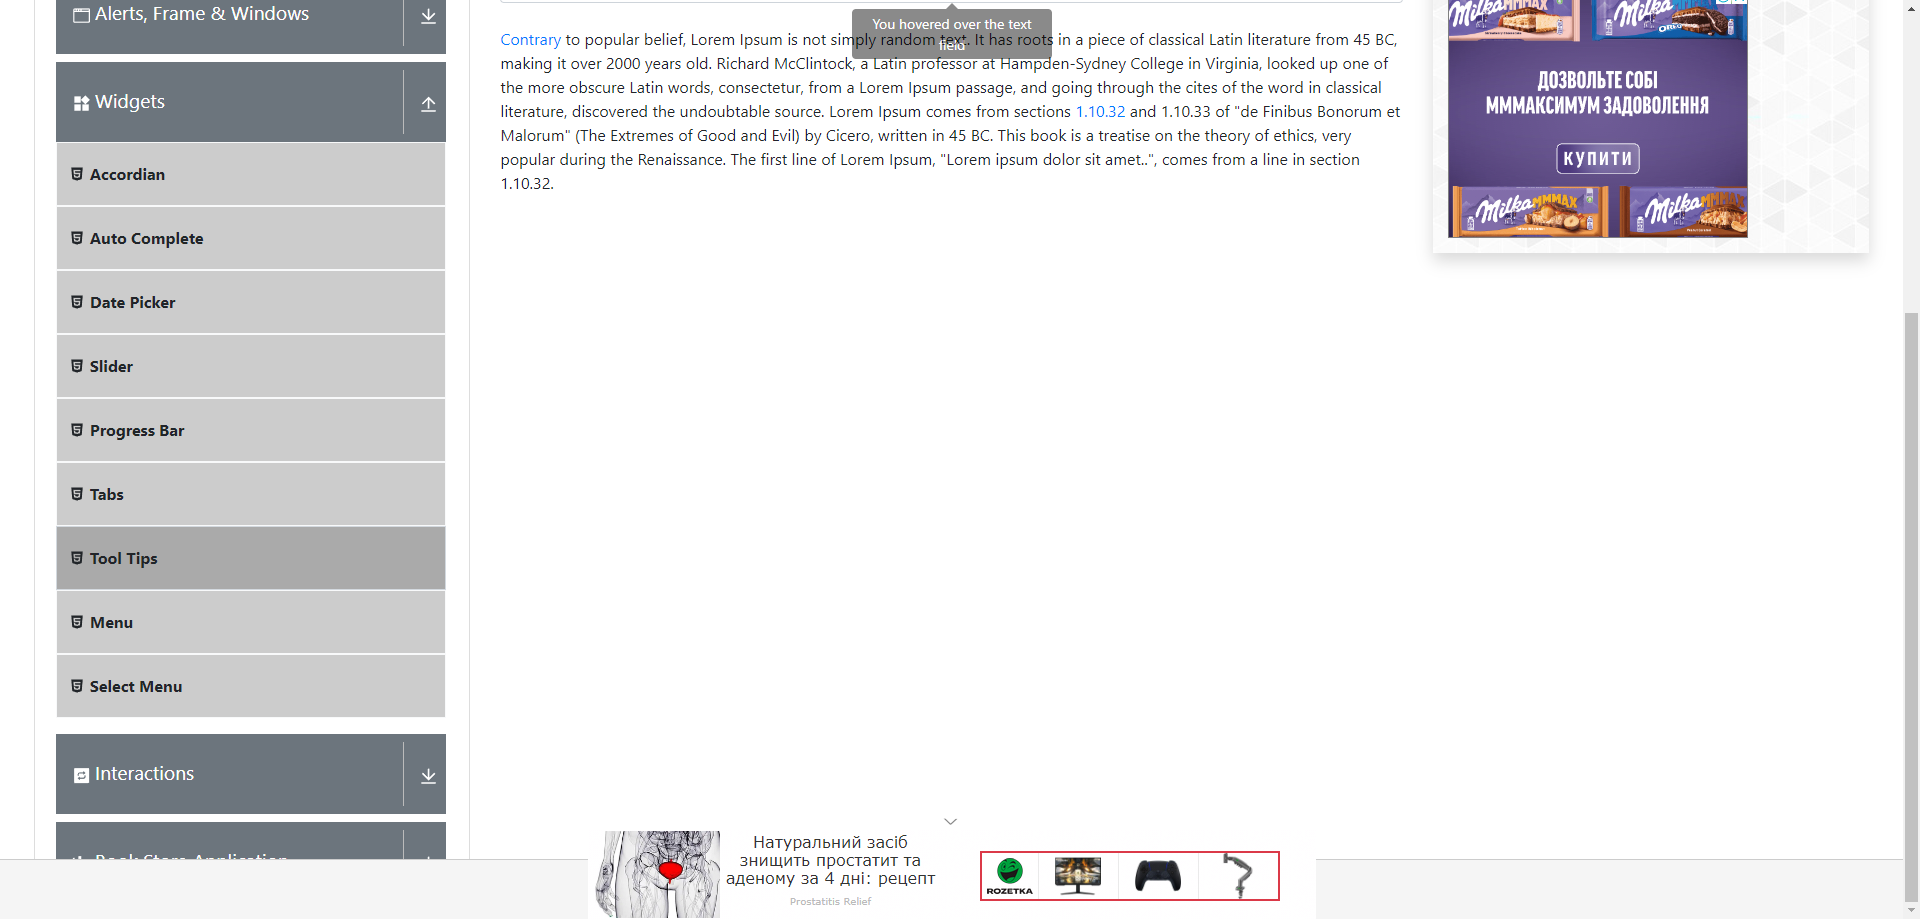 Alerts, Frame & Windows
Widgets
Accordian
Auto Complete
Date Picker
Slider
Progress Bar
Tabs
Tool Tips
Menu
Select Menu
Interactions
Book Store Application
You hovered over the text
field
Contrary to popular belief, Lorem Ipsum is not simply random text. It has roots in a piece of classical Latin literature from 45 BC,
making it over 2000 years old. Richard McClintock, a Latin professor at Hampden-Sydney College in Virginia, looked up one of
the more obscure Latin words, consectetur, from a Lorem Ipsum passage, and going through the cites of the word in classical
literature, discovered the undoubtable source. Lorem Ipsum comes from sections 1.10.32 and 1.10.33 of "de Finibus Bonorum et
Malorum" (The Extremes of Good and Evil) by Cicero, written in 45 BC. This book is a treatise on the theory of ethics, very
popular during the Renaissance. The first line of Lorem Ipsum, "Lorem ipsum dolor sit amet..", comes from a line in section
1.10.32.
Milka MMMAX
Milka MMMAX
OREO
ДОЗВОЛЬТЕ СОБІ
МММАКСИМУМ ЗАДОВОЛЕННЯ
КУПИТИ
Milka MMMAX
Milka MMMAX
Натуральний засіб
знищить простатит та
аденому за 4 дні: рецепт
Prostatitis Relief
ROZETKA